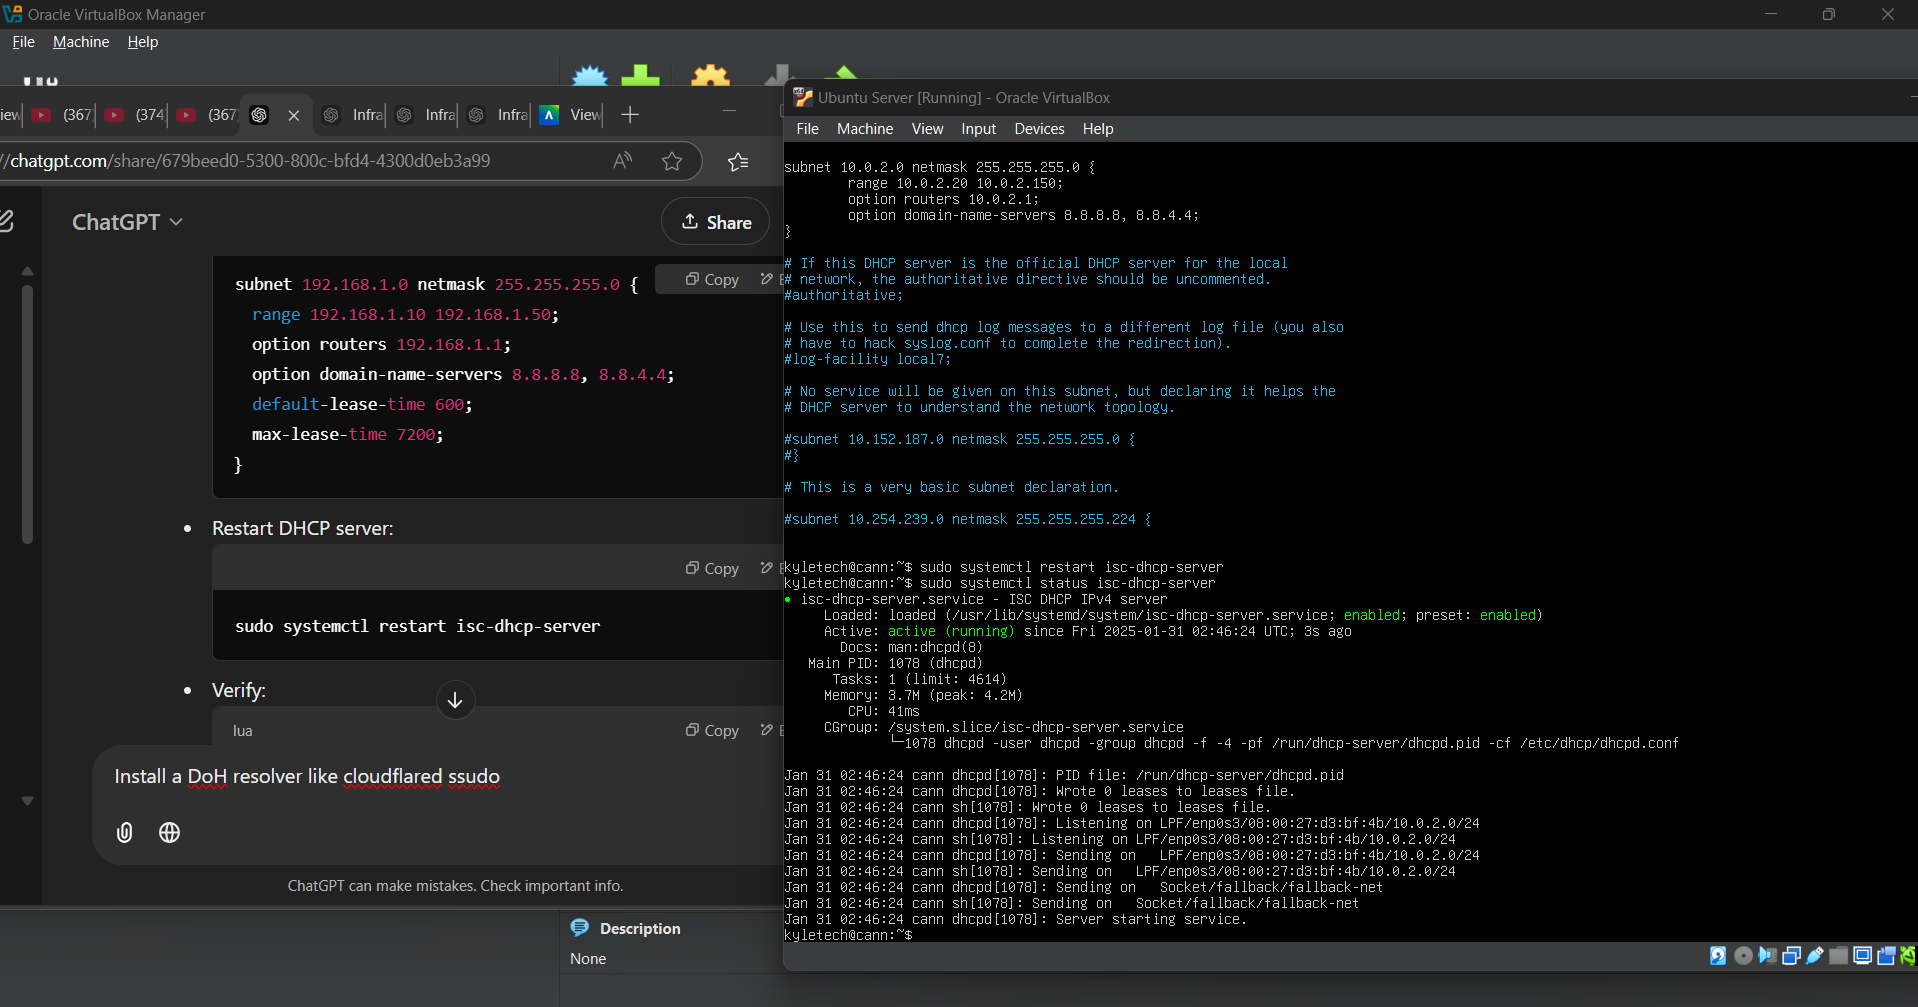 Oracle VirtualBox Manager
File Machine Help
(367 (374 (367 Infra Infra Infra View
//chatgpt.com/share/679beed0-5300-800c-bfd4-4300d0eb3a99
ChatGPT
Share
subnet 192.168.1.0 netmask 255.255.255.0 {
Copy
range 192.168.1.10 192.168.1.50;
option routers 192.168.1.1;
option domain-name-servers 8.8.8.8, 8.8.4.4;
default-lease-time 600;
max-lease-time 7200;
}
Restart DHCP server:
Copy
sudo systemctl restart isc-dhcp-server
Verify:
lua
Copy
Install a DoH resolver like cloudflared ssudo
ChatGPT can make mistakes. Check important info.
Description
None
Ubuntu Server [Running] - Oracle VirtualBox
File Machine View Input Devices Help
subnet 10.0.2.0 netmask 255.255.255.0 {
range 10.0.2.20 10.0.2.150;
option routers 10.0.2.1;
option domain-name-servers 8.8.8.8, 8.8.4.4;
}
# If this DHCP server is the official DHCP server for the local
# network, the authoritative directive should be uncommented.
#authoritative;
# Use this to send dhcp log messages to a different log file (you also
# have to hack syslog.conf to complete the redirection).
#log-facility local7;
# No service will be given on this subnet, but declaring it helps the
# DHCP server to understand the network topology.
#subnet 10.152.187.0 netmask 255.255.255.0 {
#}
# This is a very basic subnet declaration.
#subnet 10.254.239.0 netmask 255.255.255.224 {
kyletech@cann:~$ sudo systemctl restart isc-dhcp-server
kyletech@cann:~$ sudo systemctl status isc-dhcp-server
● isc-dhcp-server.service - ISC DHCP IPv4 server
Loaded: loaded (/usr/lib/systemd/system/isc-dhcp-server.service; enabled; preset: enabled)
Active: active (running) since Fri 2025-01-31 02:46:24 UTC; 3s ago
Docs: man:dhcpd(8)
Main PID: 1078 (dhcpd)
Tasks: 1 (limit: 4614)
Memory: 3.7M (peak: 4.2M)
CPU: 41ms
CGroup: /system.slice/isc-dhcp-server.service
└─1078 dhcpd -user dhcpd -group dhcpd -f -4 -pf /run/dhcp-server/dhcpd.pid -cf /etc/dhcp/dhcpd.conf
Jan 31 02:46:24 cann dhcpd[1078]: PID file: /run/dhcp-server/dhcpd.pid
Jan 31 02:46:24 cann dhcpd[1078]: Wrote 0 leases to leases file.
Jan 31 02:46:24 cann sh[1078]: Wrote 0 leases to leases file.
Jan 31 02:46:24 cann dhcpd[1078]: Listening on LPF/enp0s3/08:00:27:d3:bf:4b/10.0.2.0/24
Jan 31 02:46:24 cann sh[1078]: Listening on LPF/enp0s3/08:00:27:d3:bf:4b/10.0.2.0/24
Jan 31 02:46:24 cann dhcpd[1078]: Sending on   LPF/enp0s3/08:00:27:d3:bf:4b/10.0.2.0/24
Jan 31 02:46:24 cann sh[1078]: Sending on   LPF/enp0s3/08:00:27:d3:bf:4b/10.0.2.0/24
Jan 31 02:46:24 cann dhcpd[1078]: Sending on   Socket/fallback/fallback-net
Jan 31 02:46:24 cann sh[1078]: Sending on   Socket/fallback/fallback-net
Jan 31 02:46:24 cann dhcpd[1078]: Server starting service.
kyletech@cann:~$